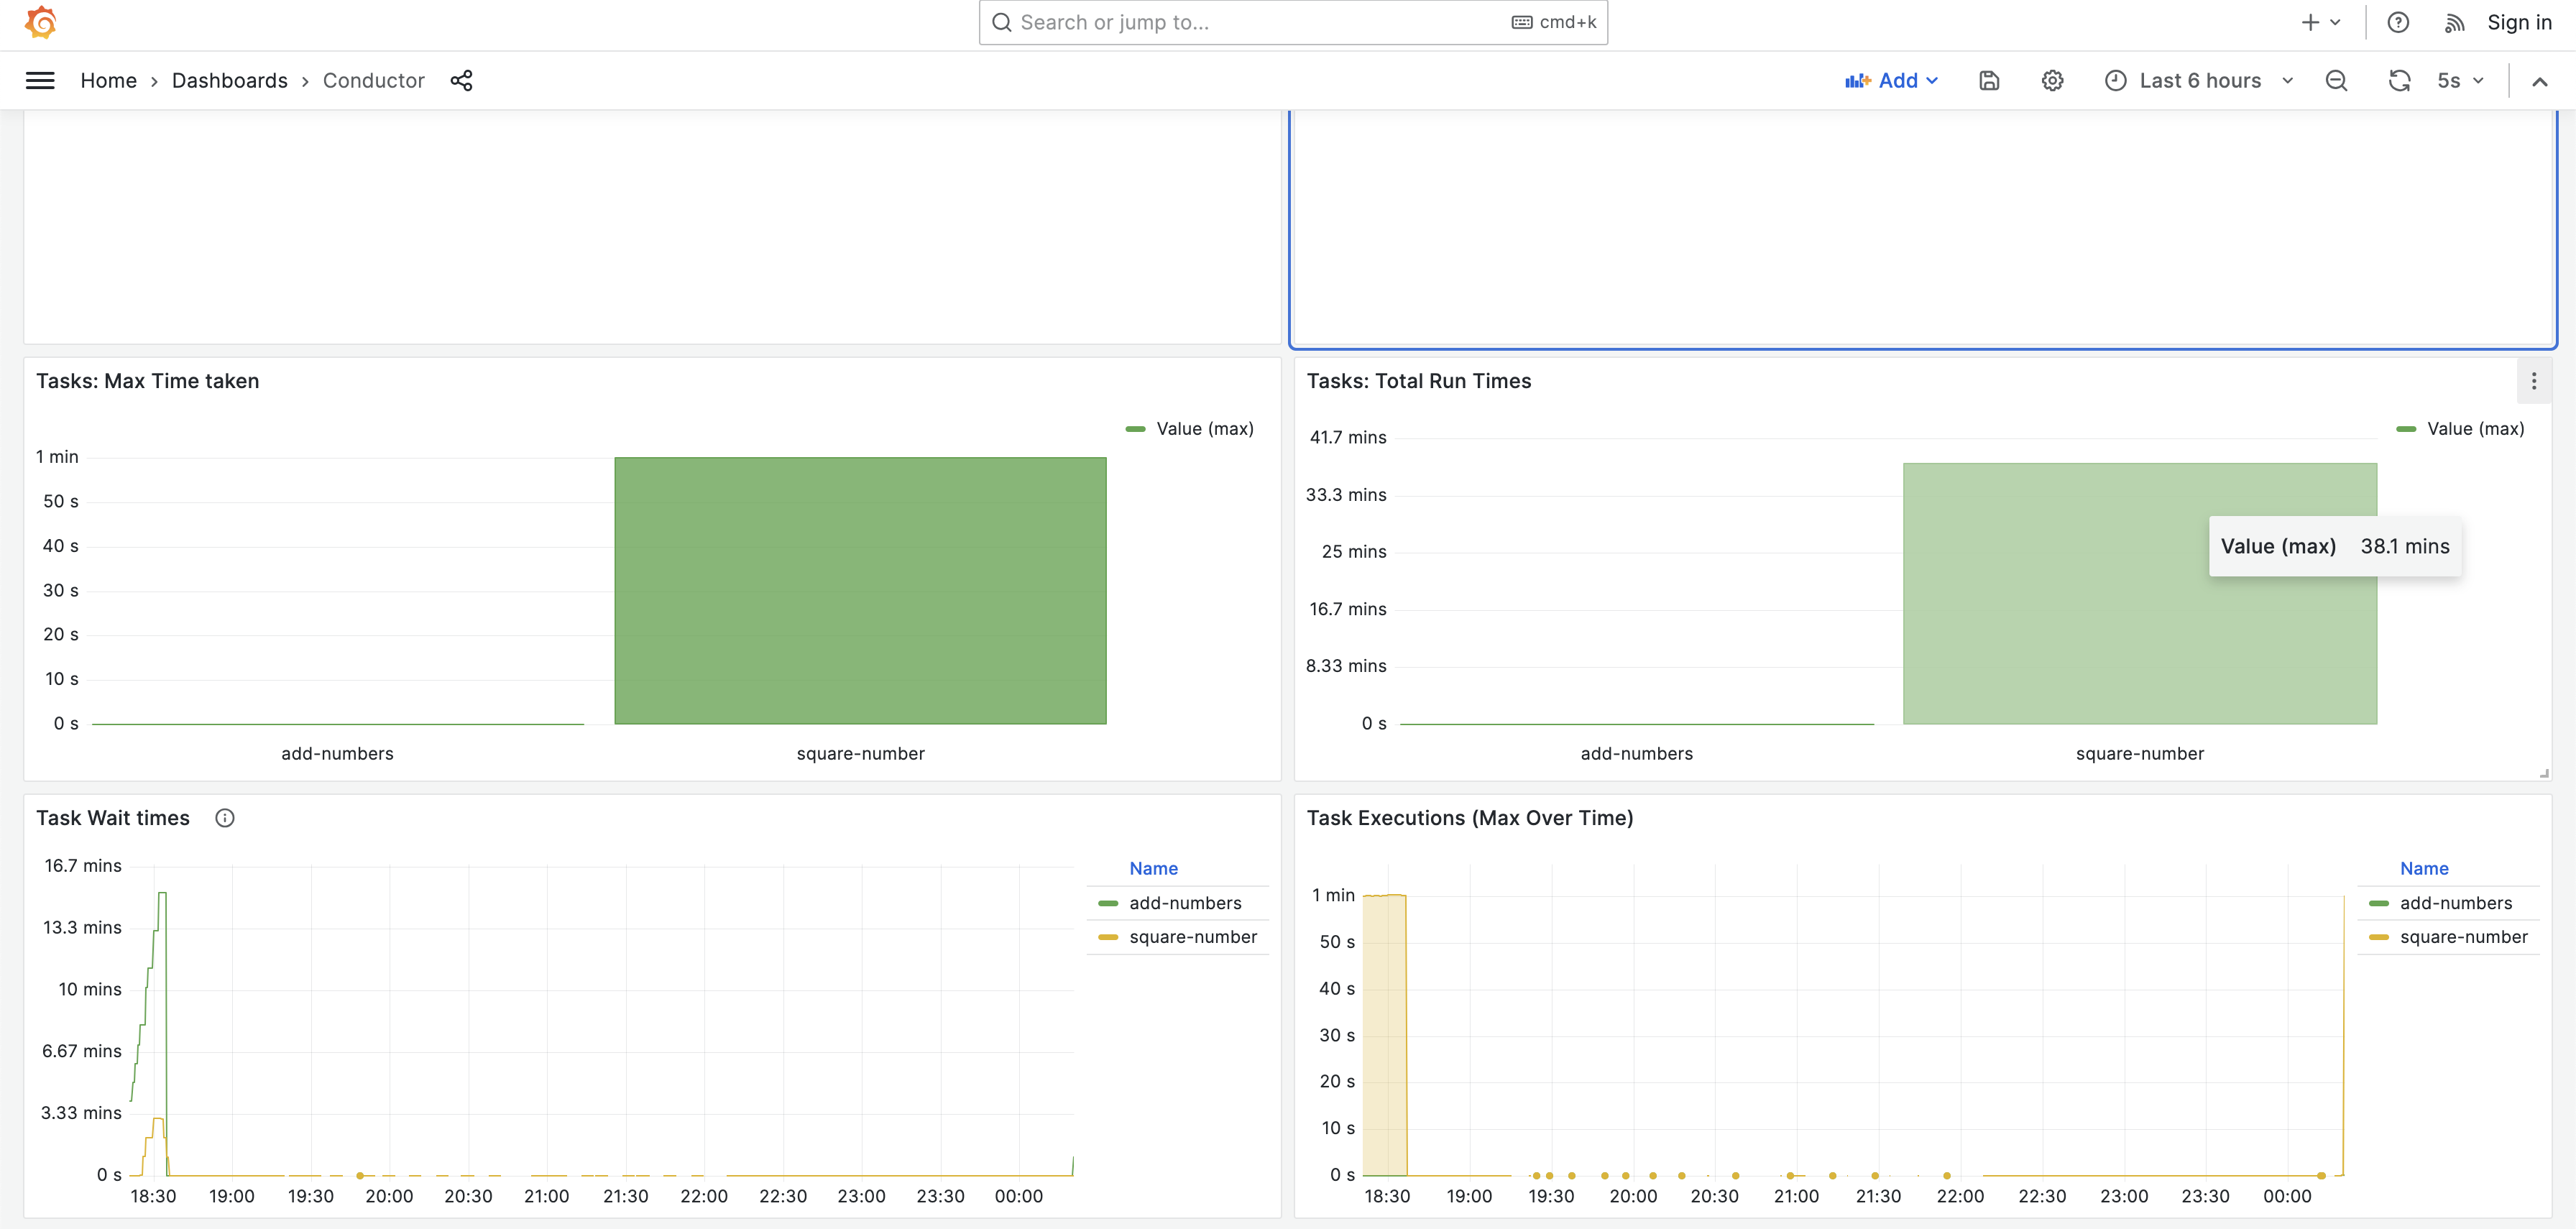 Search or jump to... cmd+k Sign in
Home › Dashboards › Conductor Add Last 6 hours 5s
Tasks: Max Time taken
Value (max)
1 min
50 s
40 s
30 s
20 s
10 s
0 s
add-numbers square-number
Tasks: Total Run Times
Value (max)
41.7 mins
33.3 mins
25 mins
16.7 mins
8.33 mins
0 s
Value (max) 38.1 mins
add-numbers square-number
Task Wait times
Name
add-numbers
square-number
16.7 mins
13.3 mins
10 mins
6.67 mins
3.33 mins
0 s
18:30 19:00 19:30 20:00 20:30 21:00 21:30 22:00 22:30 23:00 23:30 00:00
Task Executions (Max Over Time)
Name
add-numbers
square-number
1 min
50 s
40 s
30 s
20 s
10 s
0 s
18:30 19:00 19:30 20:00 20:30 21:00 21:30 22:00 22:30 23:00 23:30 00:00